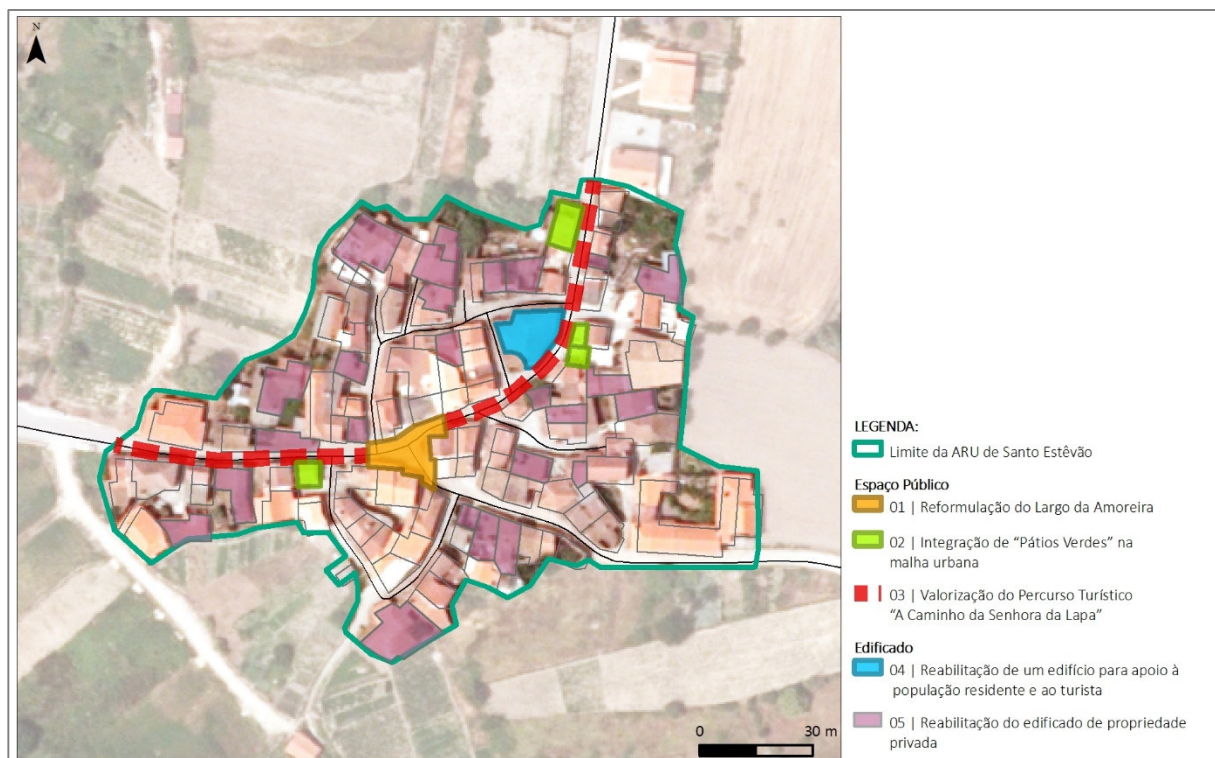 N
LEGENDA:
Limite da ARU de Santo Estêvão
Espaço Público
01 | Reformulação do Largo da Amoreira
02 | Integração de “Pátios Verdes” na
malha urbana
03 | Valorização do Percurso Turístico
“A Caminho da Senhora da Lapa”
Edificado
04 | Reabilitação de um edifício para apoio à
população residente e ao turista
05 | Reabilitação do edificado de propriedade
privada
0 30 m